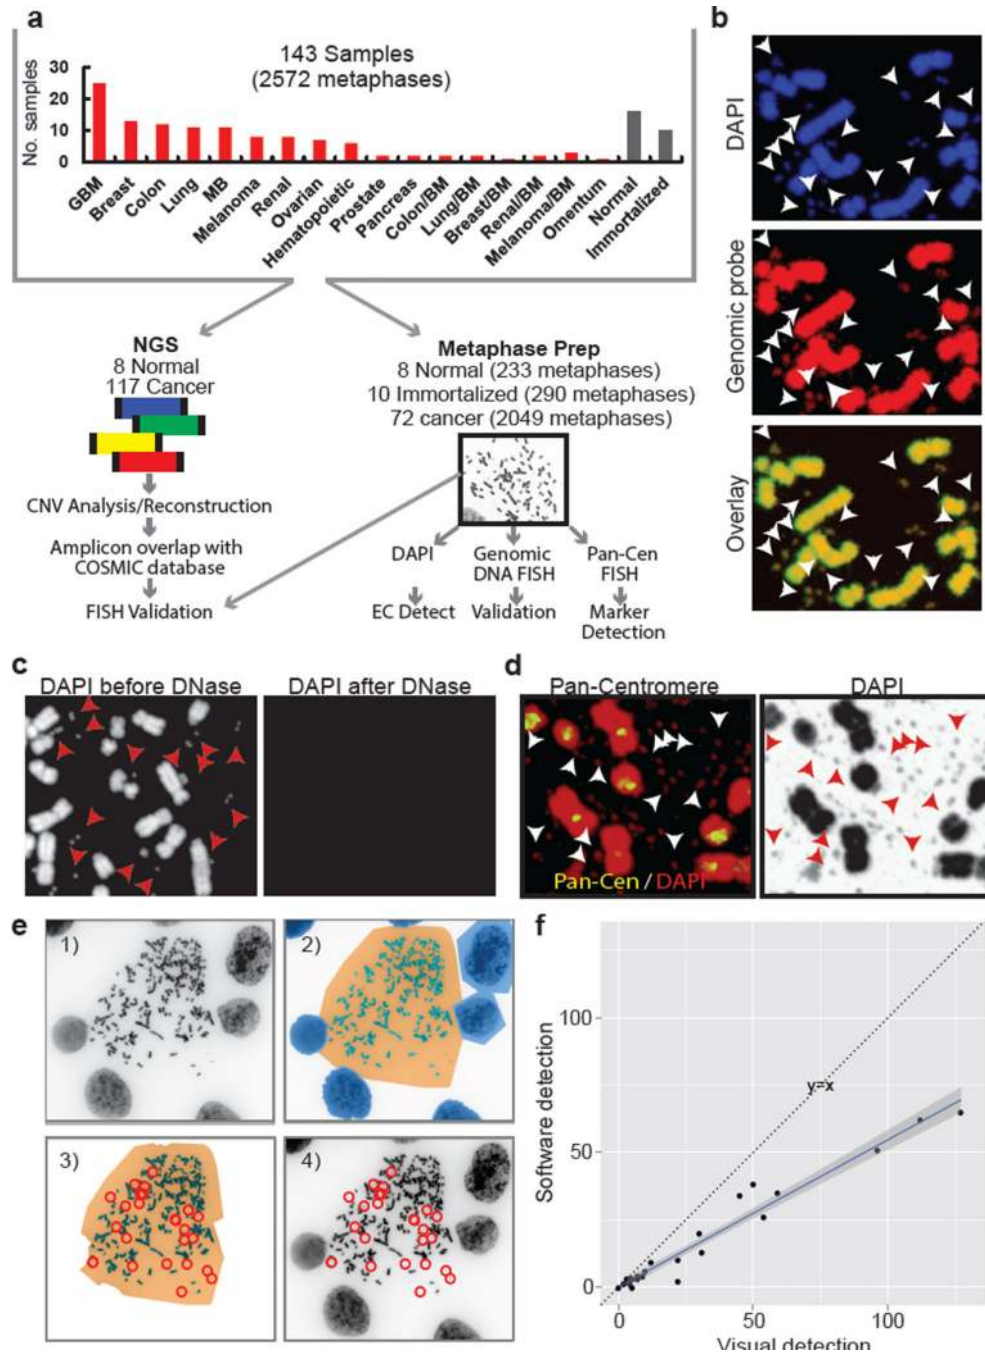 a
143 Samples
(2572 metaphases)
No. samples
30
20
10
0
GBM
Breast
Colon
Lung
MB
Melanoma
Renal
Ovarian
Hematopoietic
Prostate
Pancreas
Colon/BM
Lung/BM
Breast/BM
Renal/BM
Melanoma/BM
Omentum
Normal
Immortalized
NGS
8 Normal
117 Cancer
CNV Analysis/Reconstruction
Amplicon overlap with
COSMIC database
FISH Validation
Metaphase Prep
8 Normal (233 metaphases)
10 Immortalized (290 metaphases)
72 cancer (2049 metaphases)
DAPI
EC Detect
Genomic
DNA FISH
Validation
Pan-Cen
FISH
Marker
Detection
b
DAPI
Genomic probe
Overlay
c
DAPI before DNase
DAPI after DNase
d
Pan-Centromere
DAPI
Pan-Cen / DAPI
e
1)
2)
3)
4)
f
Software detection
100
50
0
y=x
0
50
100
Visual detection